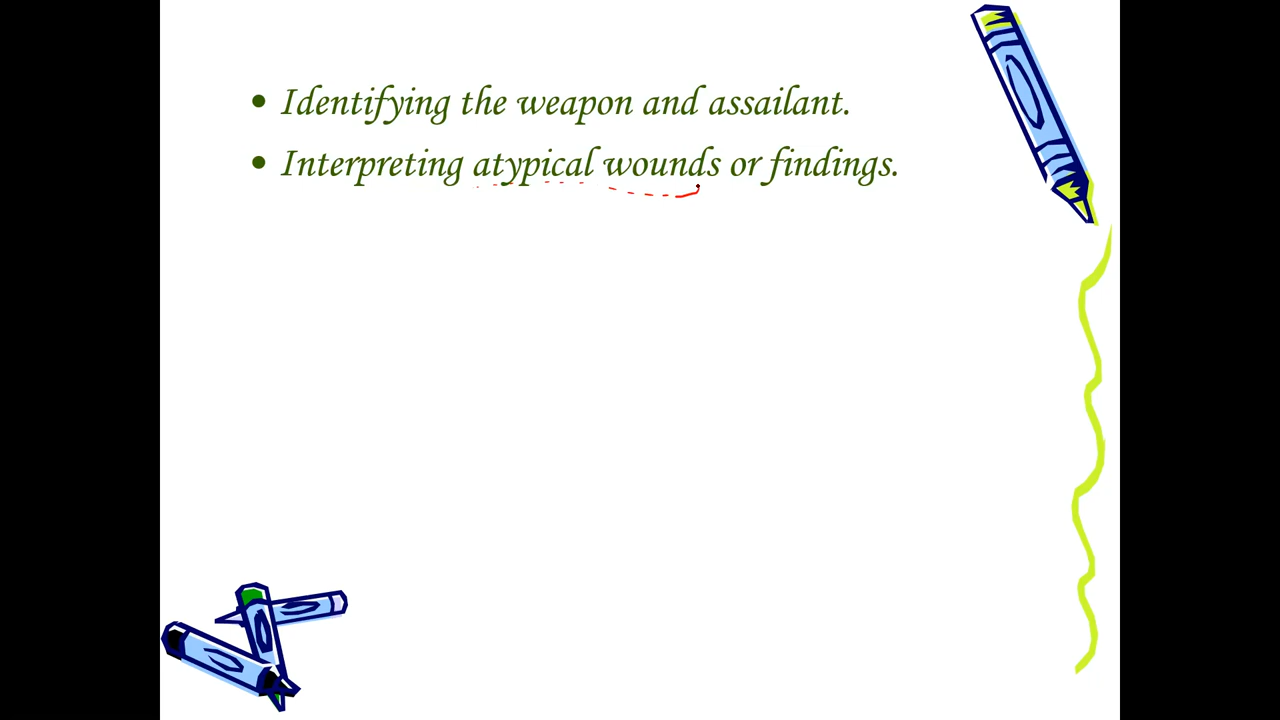 • Identifying the weapon and assailant.
• Interpreting atypical wounds or findings.